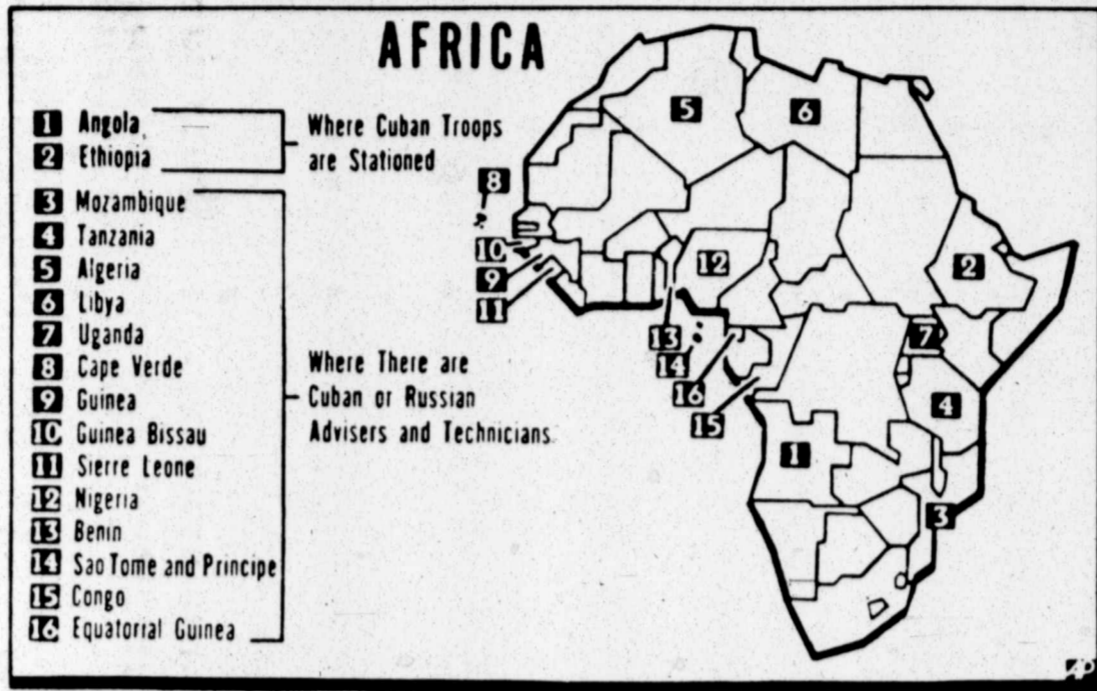 AFRICA
1 Angola
2 Ethiopia
Where Cuban Troops
are Stationed
3 Mozambique
4 Tanzania
5 Algeria
6 Libya
7 Uganda
8 Cape Verde
9 Guinea
10 Guinea Bissau
11 Sierre Leone
12 Nigeria
13 Benin
14 Sao Tome and Principe
15 Congo
16 Equatorial Guinea
Where There are
Cuban or Russian
Advisers and Technicians
5
6
8
10
12
2
9
11
13
7
14
16
4
15
1
3
AP